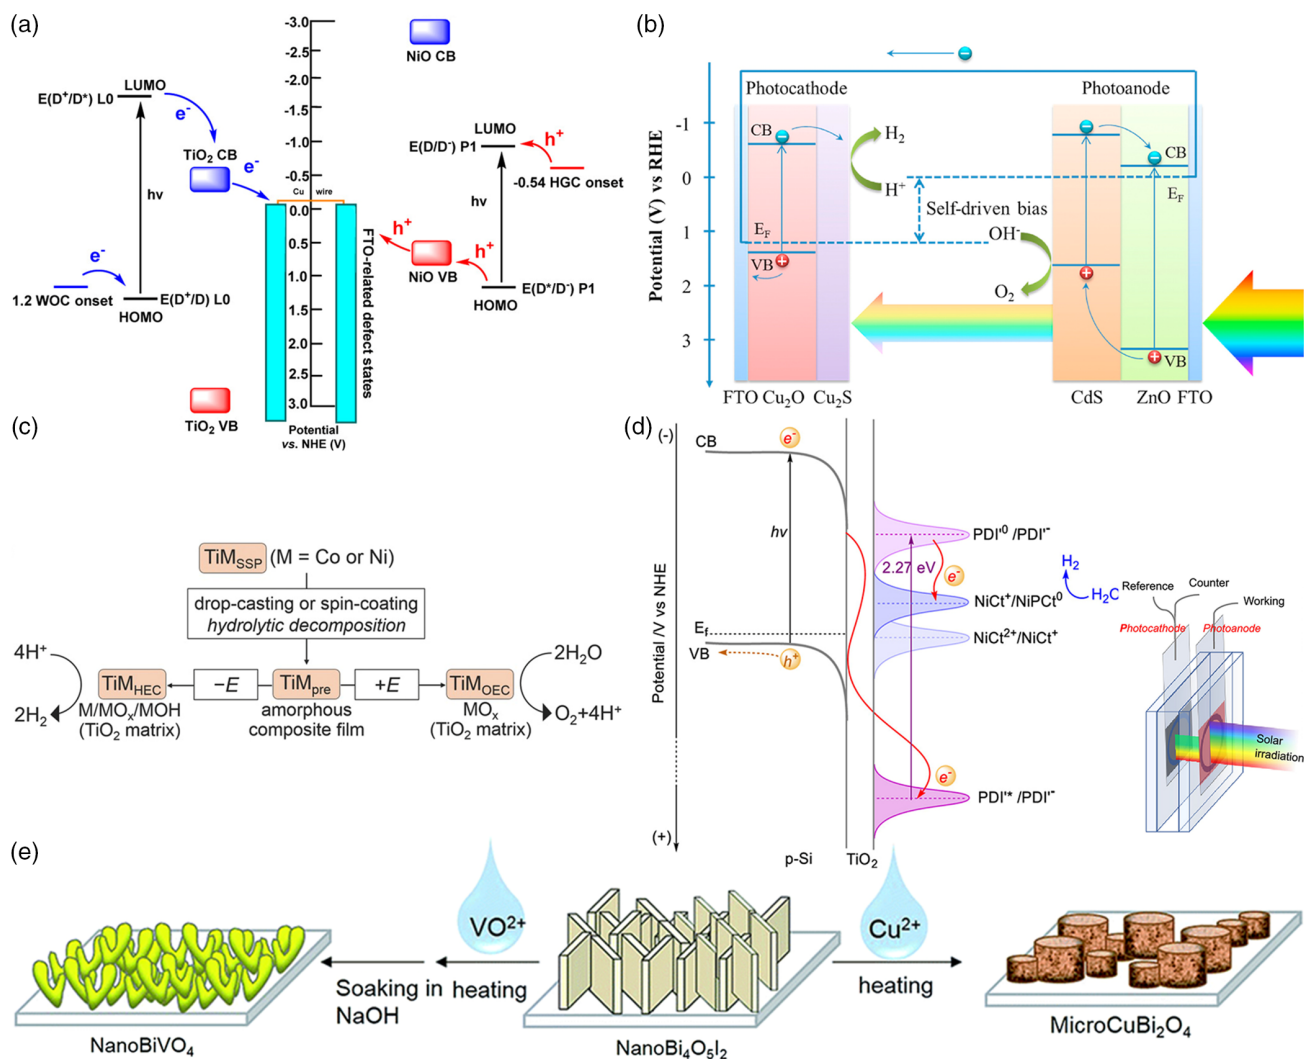 (a)
-3.0
-2.5
-2.0
-1.5
-1.0
-0.5
0.0
0.5
1.0
1.5
2.0
2.5
3.0
Potential
vs. NHE (V)
NiO CB
LUMO
E(D⁺/D*) L0
e⁻
TiO₂ CB
e⁻
hν
e⁻
1.2 WOC onset
E(D⁺/D) L0
HOMO
TiO₂ VB
Cu wire
FTO-related defect states
LUMO
E(D/D⁻) P1
h⁺
-0.54 HGC onset
hν
h⁺
h⁺
NiO VB
E(D*/D⁻) P1
HOMO
(b)
Potential (V) vs RHE
-1
0
1
2
3
Photocathode
Photoanode
CB
H₂
H⁺
CB
E_F
Self-driven bias
E_F
OH⁻
VB
O₂
VB
FTO Cu₂O Cu₂S
CdS ZnO FTO
(c)
TiM_SSP (M = Co or Ni)
drop-casting or spin-coating
hydrolytic decomposition
4H⁺
2H₂
TiM_HEC
−E
TiM_pre
+E
TiM_OEC
2H₂O
O₂+4H⁺
M/MOₓ/MOH
(TiO₂ matrix)
amorphous
composite film
MOₓ
(TiO₂ matrix)
(d)
(-)
Potential /V vs NHE
(+)
CB
e⁻
hν
E_f
VB
h⁺
PDI'⁰ /PDI'⁻
2.27 eV
e⁻
NiCt⁺/NiPCt⁰
NiCt²⁺/NiCt⁺
e⁻
PDI'* /PDI'⁻
p-Si
TiO₂
H₂
H₂C
Reference
Counter
Working
Photocathode
Photoanode
Solar
irradiation
(e)
VO²⁺
Cu²⁺
Soaking in
NaOH
heating
heating
NanoBiVO₄
NanoBi₄O₅I₂
MicroCuBi₂O₄